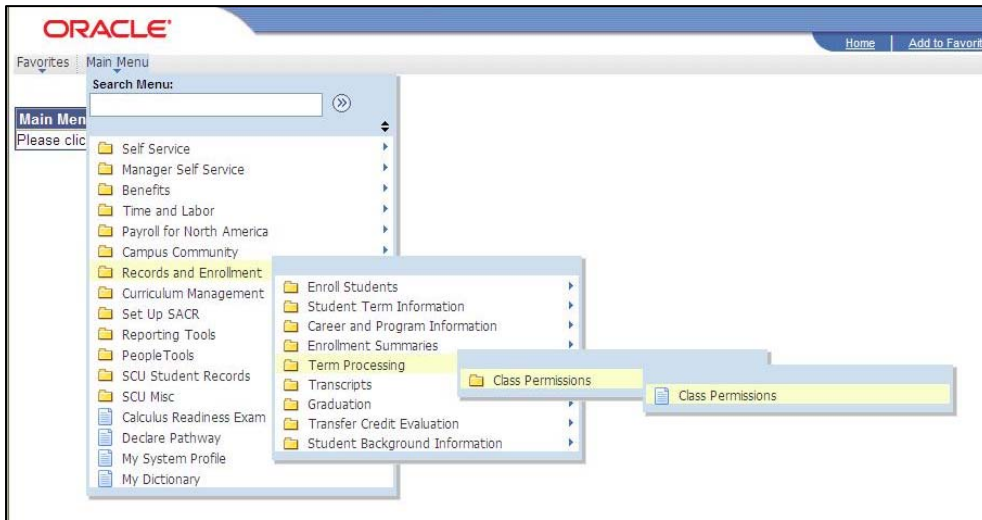 ORACLE
Home | Add to Favorit
Favorites Main Menu
Search Menu:
Main Men
Please clic
Self Service
Manager Self Service
Benefits
Time and Labor
Payroll for North America
Campus Community
Records and Enrollment
Curriculum Management
Set Up SACR
Reporting Tools
PeopleTools
SCU Student Records
SCU Misc
Calculus Readiness Exam
Declare Pathway
My System Profile
My Dictionary
Enroll Students
Student Term Information
Career and Program Information
Enrollment Summaries
Term Processing
Transcripts
Graduation
Transfer Credit Evaluation
Student Background Information
Class Permissions
Class Permissions